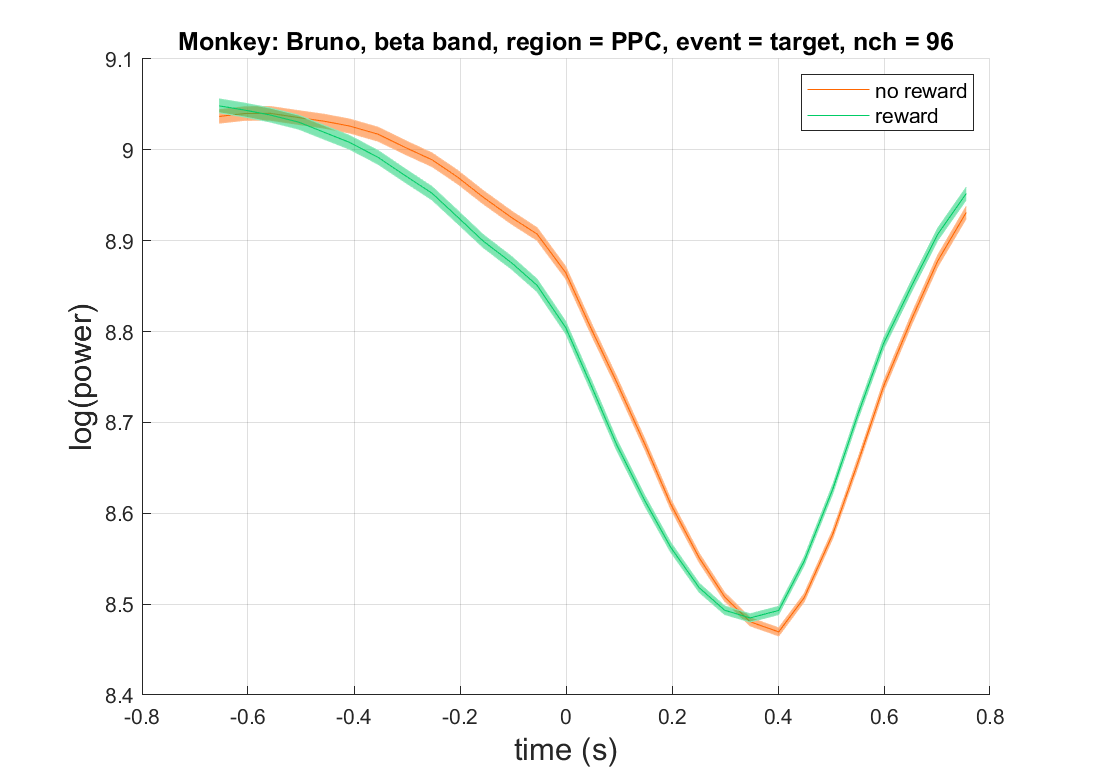 Monkey: Bruno, beta band, region = PPC, event = target, nch = 96
no reward
reward
9.1
9
8.9
8.8
8.7
8.6
8.5
8.4
log(power)
-0.8 -0.6 -0.4 -0.2 0 0.2 0.4 0.6 0.8
time (s)